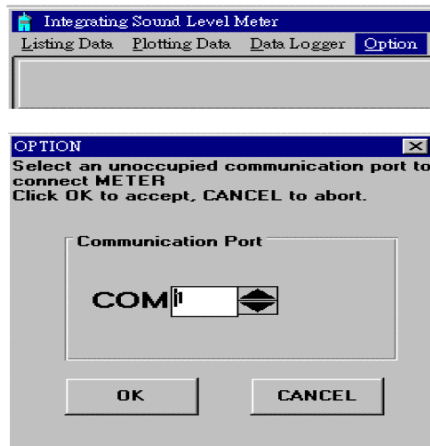 Integrating Sound Level Meter
Listing Data Plotting Data Data Logger Option
OPTION
Select an unoccupied communication port to
connect METER
Click OK to accept, CANCEL to abort.
Communication Port
COM 1
OK CANCEL